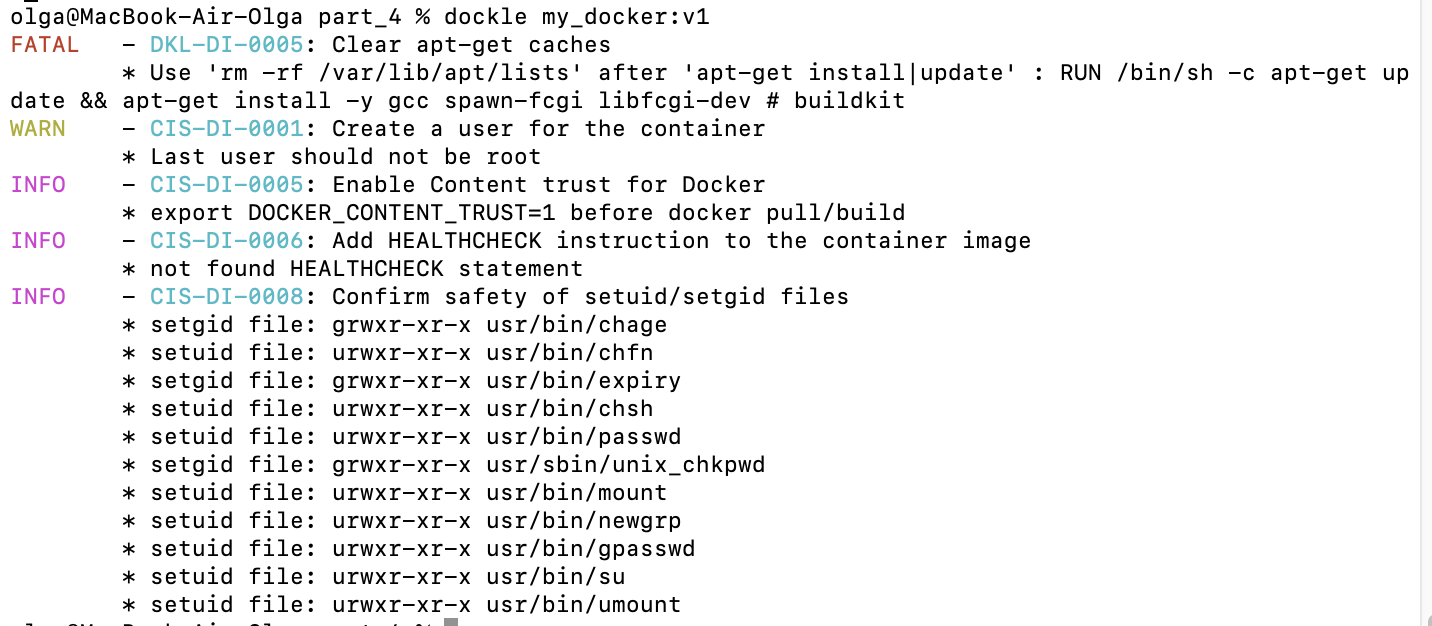 olga@MacBook-Air-Olga part_4 % dockle my_docker:v1
FATAL   - DKL-DI-0005: Clear apt-get caches
        * Use 'rm -rf /var/lib/apt/lists' after 'apt-get install|update' : RUN /bin/sh -c apt-get up
date && apt-get install -y gcc spawn-fcgi libfcgi-dev # buildkit
WARN    - CIS-DI-0001: Create a user for the container
        * Last user should not be root
INFO    - CIS-DI-0005: Enable Content trust for Docker
        * export DOCKER_CONTENT_TRUST=1 before docker pull/build
INFO    - CIS-DI-0006: Add HEALTHCHECK instruction to the container image
        * not found HEALTHCHECK statement
INFO    - CIS-DI-0008: Confirm safety of setuid/setgid files
        * setgid file: grwxr-xr-x usr/bin/chage
        * setuid file: urwxr-xr-x usr/bin/chfn
        * setgid file: grwxr-xr-x usr/bin/expiry
        * setuid file: urwxr-xr-x usr/bin/chsh
        * setuid file: urwxr-xr-x usr/bin/passwd
        * setgid file: grwxr-xr-x usr/sbin/unix_chkpwd
        * setuid file: urwxr-xr-x usr/bin/mount
        * setuid file: urwxr-xr-x usr/bin/newgrp
        * setuid file: urwxr-xr-x usr/bin/gpasswd
        * setuid file: urwxr-xr-x usr/bin/su
        * setuid file: urwxr-xr-x usr/bin/umount